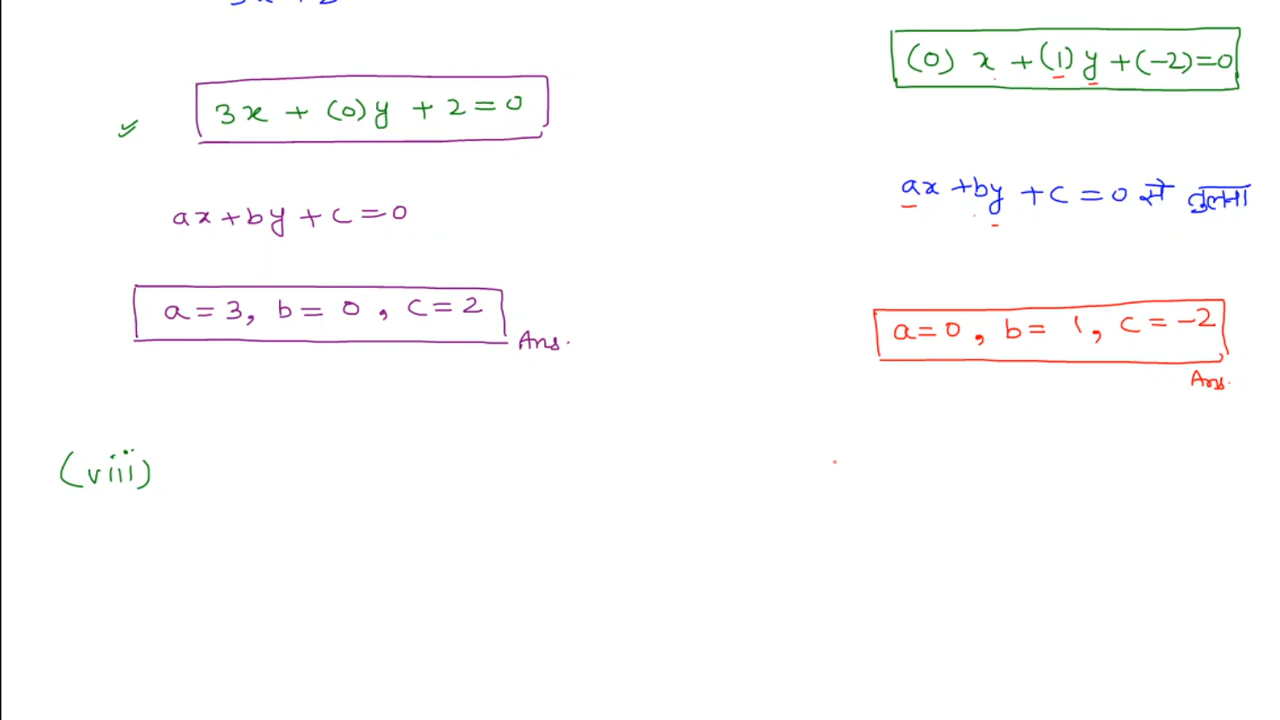 3x + (0)y + 2 = 0
ax + by + c = 0
a = 3, b = 0, c = 2
Ans.
(viii)
(0) x + (1) y + (-2) = 0
ax + by + c = 0 से तुलना
a = 0, b = 1, c = -2
Ans.